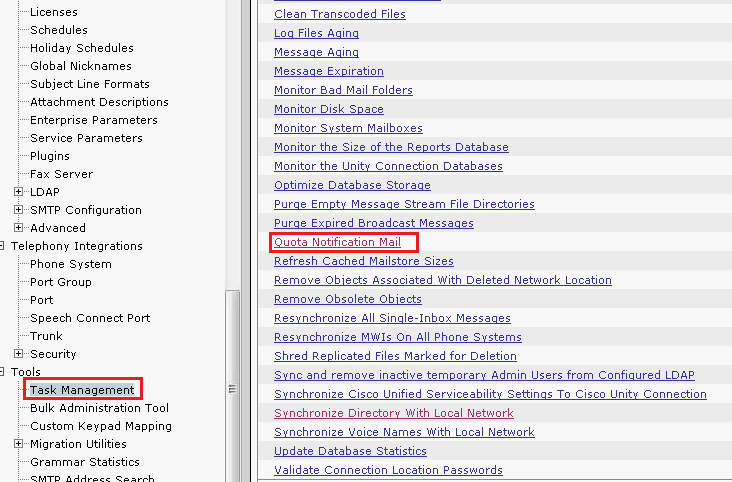 Licenses
Schedules
Holiday Schedules
Global Nicknames
Subject Line Formats
Attachment Descriptions
Enterprise Parameters
Service Parameters
Plugins
Fax Server
LDAP
SMTP Configuration
Advanced
Telephony Integrations
Phone System
Port Group
Port
Speech Connect Port
Trunk
Security
Tools
Task Management
Bulk Administration Tool
Custom Keypad Mapping
Migration Utilities
Grammar Statistics
SMTP Address Search
Clean Transcoded Files
Log Files Aging
Message Aging
Message Expiration
Monitor Bad Mail Folders
Monitor Disk Space
Monitor System Mailboxes
Monitor the Size of the Reports Database
Monitor the Unity Connection Databases
Optimize Database Storage
Purge Empty Message Stream File Directories
Purge Expired Broadcast Messages
Quota Notification Mail
Refresh Cached Mailstore Sizes
Remove Objects Associated With Deleted Network Location
Remove Obsolete Objects
Resynchronize All Single-Inbox Messages
Resynchronize MWIs On All Phone Systems
Shred Replicated Files Marked for Deletion
Sync and remove inactive temporary Admin Users from Configured LDAP
Synchronize Cisco Unified Serviceability Settings To Cisco Unity Connection
Synchronize Directory With Local Network
Synchronize Voice Names With Local Network
Update Database Statistics
Validate Connection Location Passwords